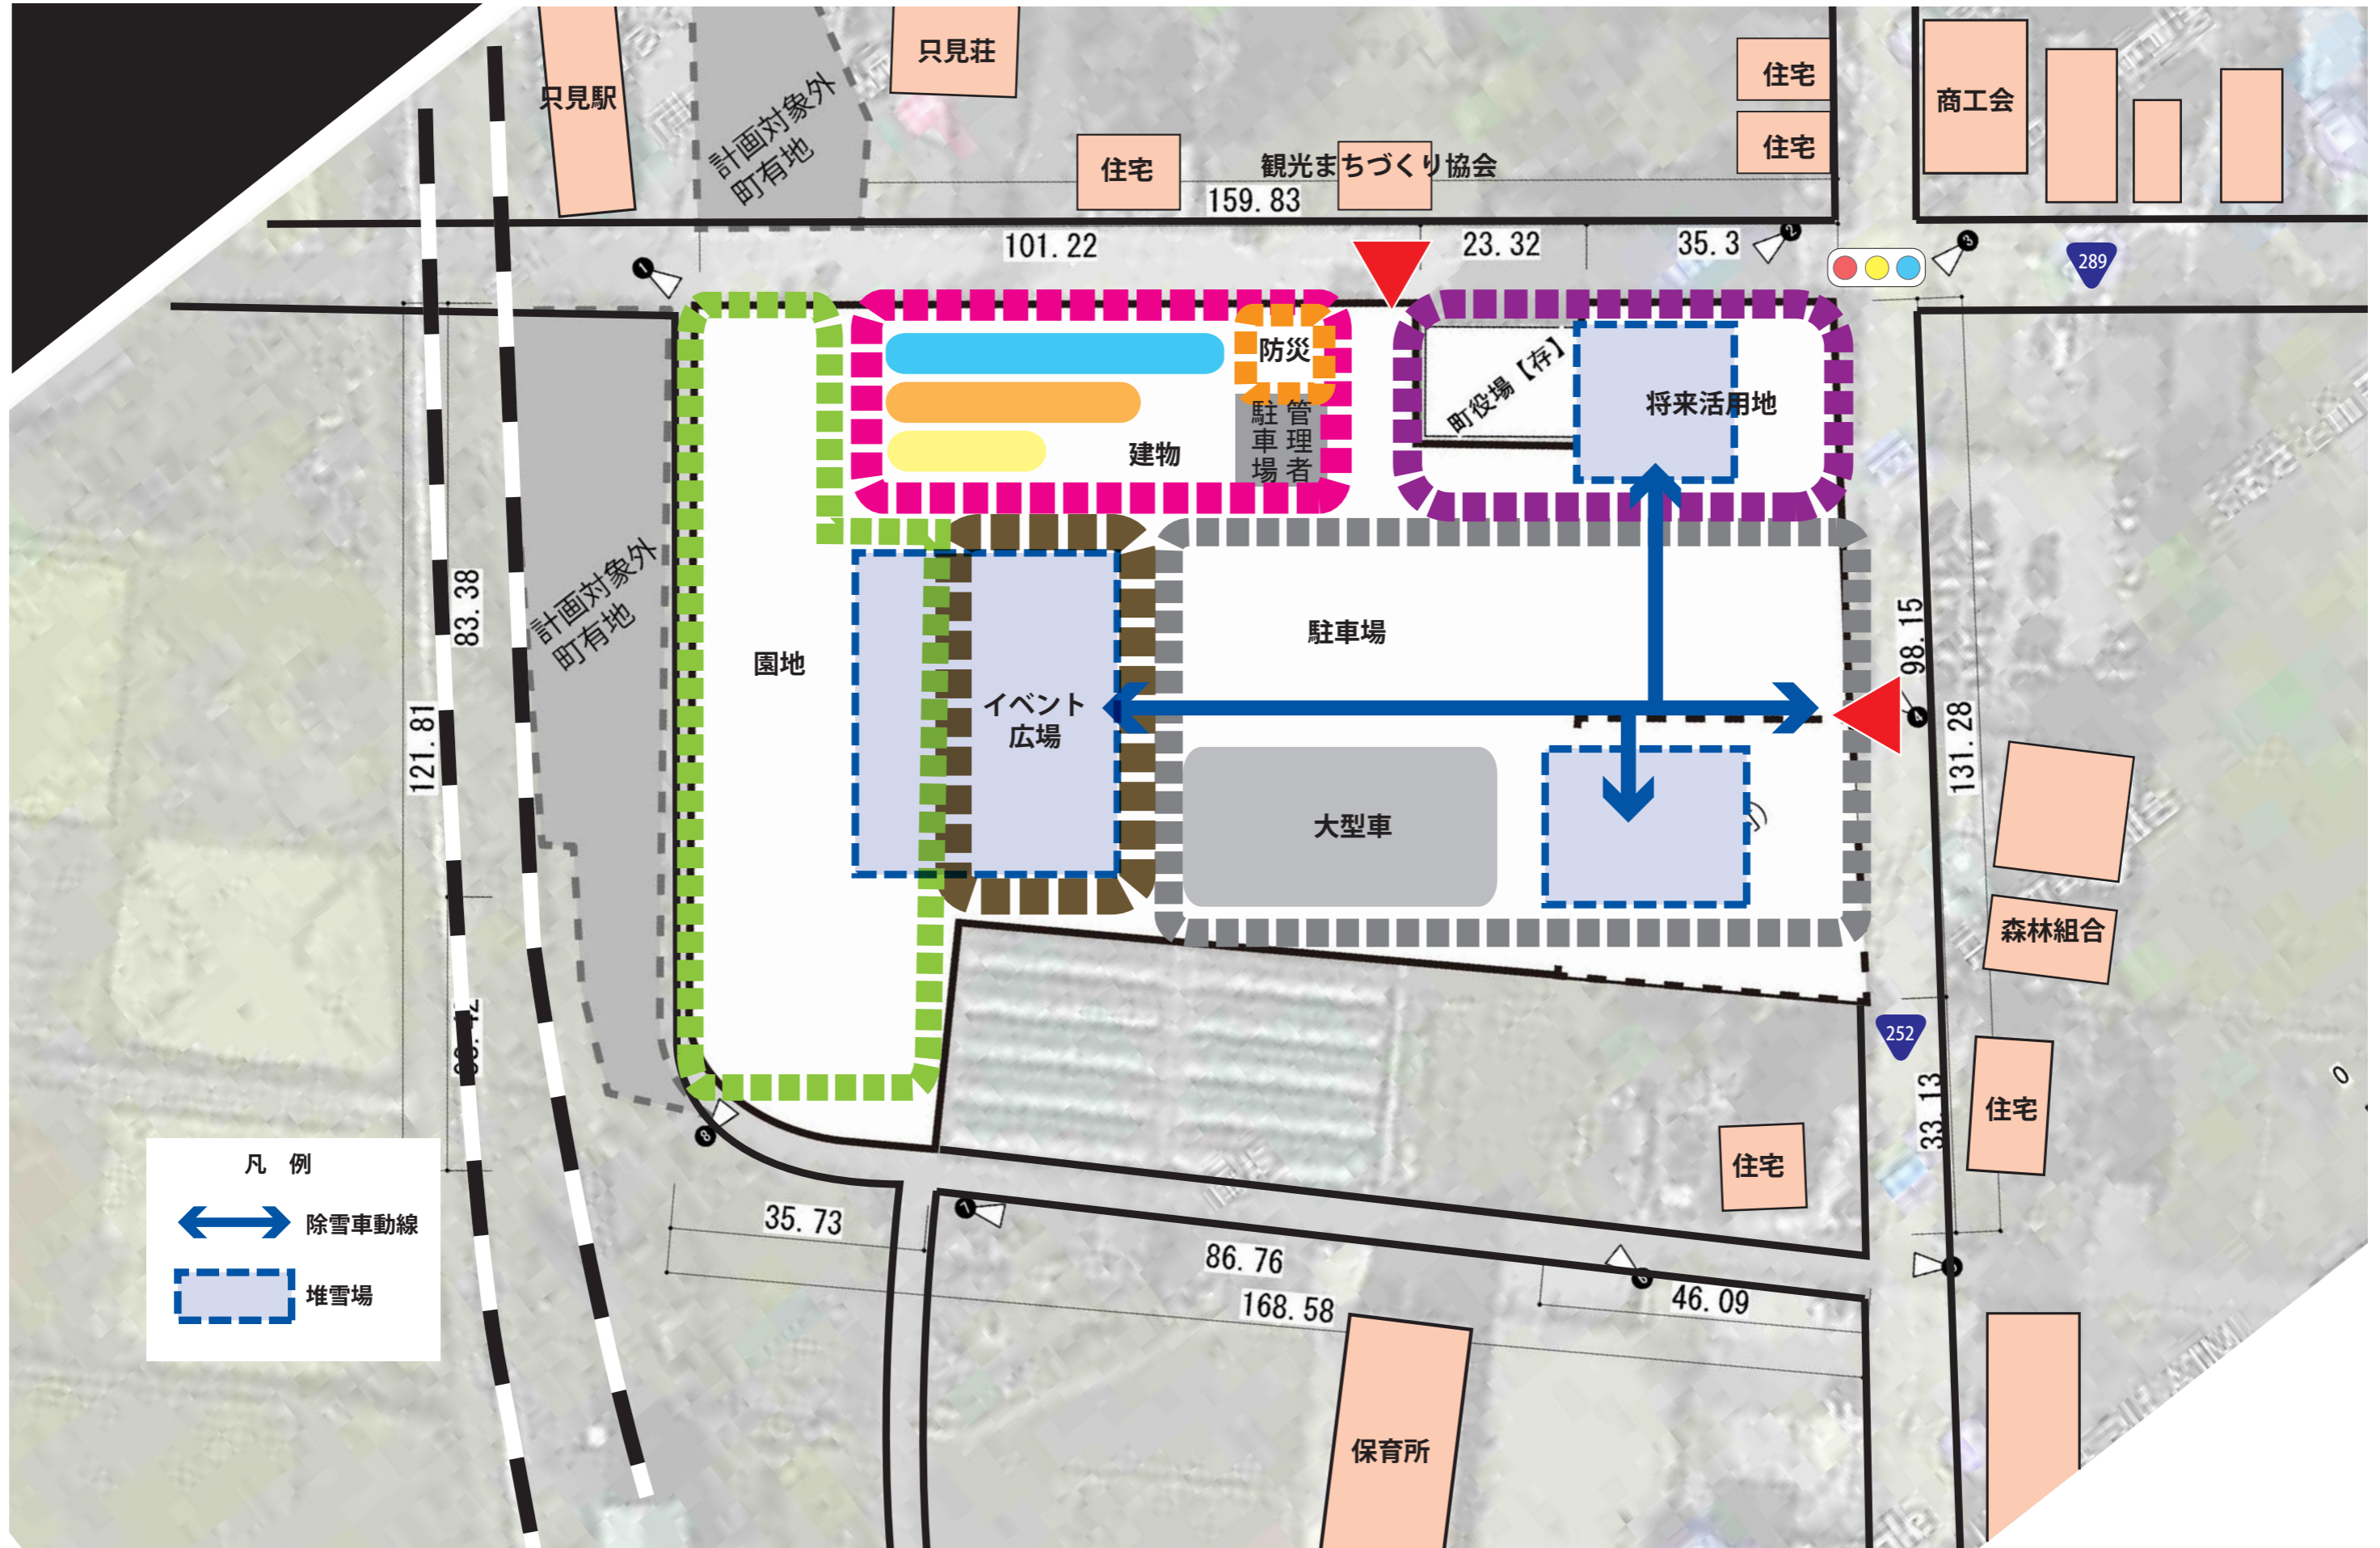 只見駅
計画対象外
町有地
只見荘
住宅
観光まちづくり協会
住宅
住宅
商工会
159.83
101.22
23.32
35.3
1
2
3
289
防災
管理者
駐車場
建物
町役場【存】
将来活用地
計画対象外
町有地
83.38
121.81
園地
イベント
広場
駐車場
大型車
98.15
4
131.28
森林組合
252
33.13
住宅
住宅
8
7
35.73
86.76
168.58
46.09
保育所
凡 例
除雪車動線
堆雪場